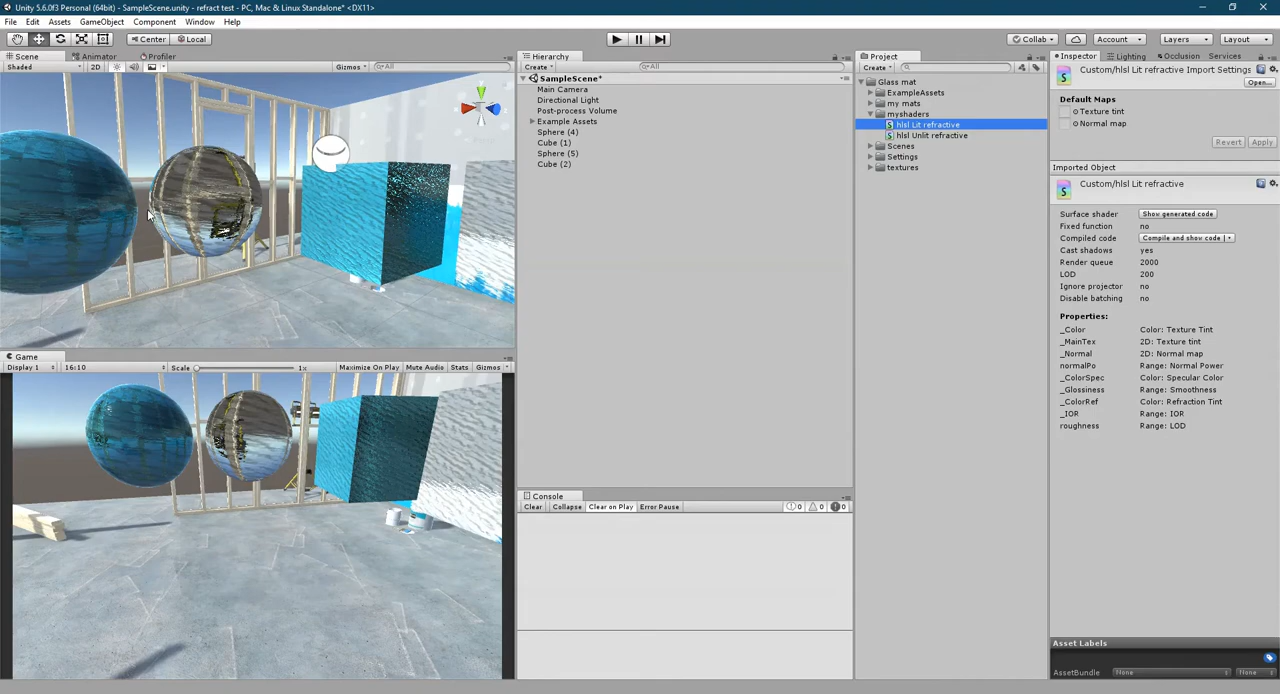 Unity 5.6.0f3 Personal (64bit) - SampleScene.unity - refract test - PC, Mac & Linux Standalone* <DX11>
File Edit Assets GameObject Component Window Help
Center Local Collab Account Layers Layout
Scene Animator Profiler
Shaded 2D Gizmos All
Hierarchy
Create All
SampleScene*
Main Camera
Directional Light
Post-process Volume
Example Assets
Sphere (4)
Cube (1)
Sphere (5)
Cube (2)
Project
Create
Glass mat
ExampleAssets
my mats
myshaders
hlsl Lit refractive
hlsl Unlit refractive
Scenes
Settings
textures
Inspector Lighting Occlusion Services
Custom/hlsl Lit refractive Import Settings
Open...
Default Maps
Texture tint
Normal map
Revert Apply
Imported Object
Custom/hlsl Lit refractive
Surface shader Show generated code
Fixed function no
Compiled code Compile and show code
Cast shadows yes
Render queue 2000
LOD 200
Ignore projector no
Disable batching no
Properties:
_Color Color: Texture Tint
_MainTex 2D: Texture tint
_Normal 2D: Normal map
normalPo Range: Normal Power
_ColorSpec Color: Specular Color
_Glossiness Range: Smoothness
_ColorRef Color: Refraction Tint
_IOR Range: IOR
roughness Range: LOD
Game
Display 1 16:10 Scale 1x Maximize On Play Mute Audio Stats Gizmos
Console
Clear Collapse Clear on Play Error Pause 0 0 0
Asset Labels
AssetBundle None None